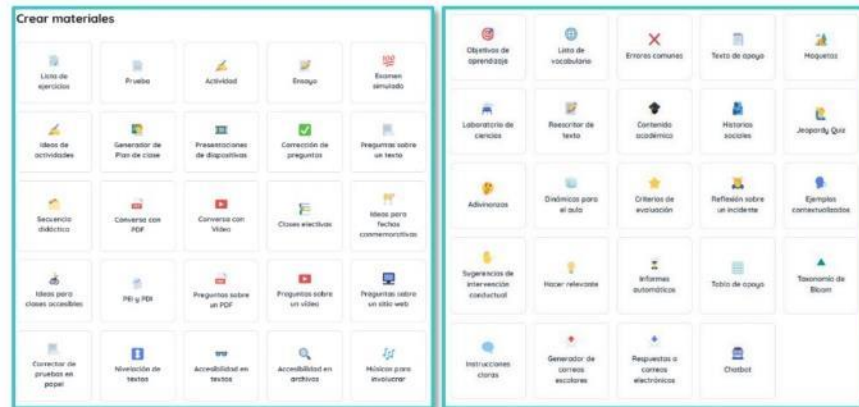 Crear materiales
Lista de
ejercicios
Prueba
Actividad
Ensayo
Examen
simulado
Ideas de
actividades
Generador de
Plan de clase
Presentaciones
de diapositivas
Corrección de
preguntas
Preguntas sobre
un texto
Secuencia
didáctica
Conversa con
PDF
Conversa con
Vídeo
Clases electivas
Ideas para
fechas
conmemorativas
Ideas para
clases accesibles
PEI y PDI
Preguntas sobre
un PDF
Preguntas sobre
un vídeo
Preguntas sobre
un sitio web
Corrector de
pruebas en
papel
Nivelación de
textos
Accesibilidad en
textos
Accesibilidad en
archivos
Músicas para
involucrar
Objetivos de
aprendizaje
Lista de
vocabulario
Errores comunes
Texto de apoyo
Maquetas
Laboratorio de
ciencias
Reescritor de
texto
Contenido
académico
Historias
sociales
Jeopardy Quiz
Adivinanzas
Dinámicas para
el aula
Criterios de
evaluación
Reflexión sobre
un incidente
Ejemplos
contextualizados
Sugerencias de
intervención
conductual
Hacer relevante
Informes
automáticos
Tabla de apoyo
Taxonomía de
Bloom
Instrucciones
claras
Generador de
correos
escolares
Respuestas a
correos
electrónicos
Chatbot